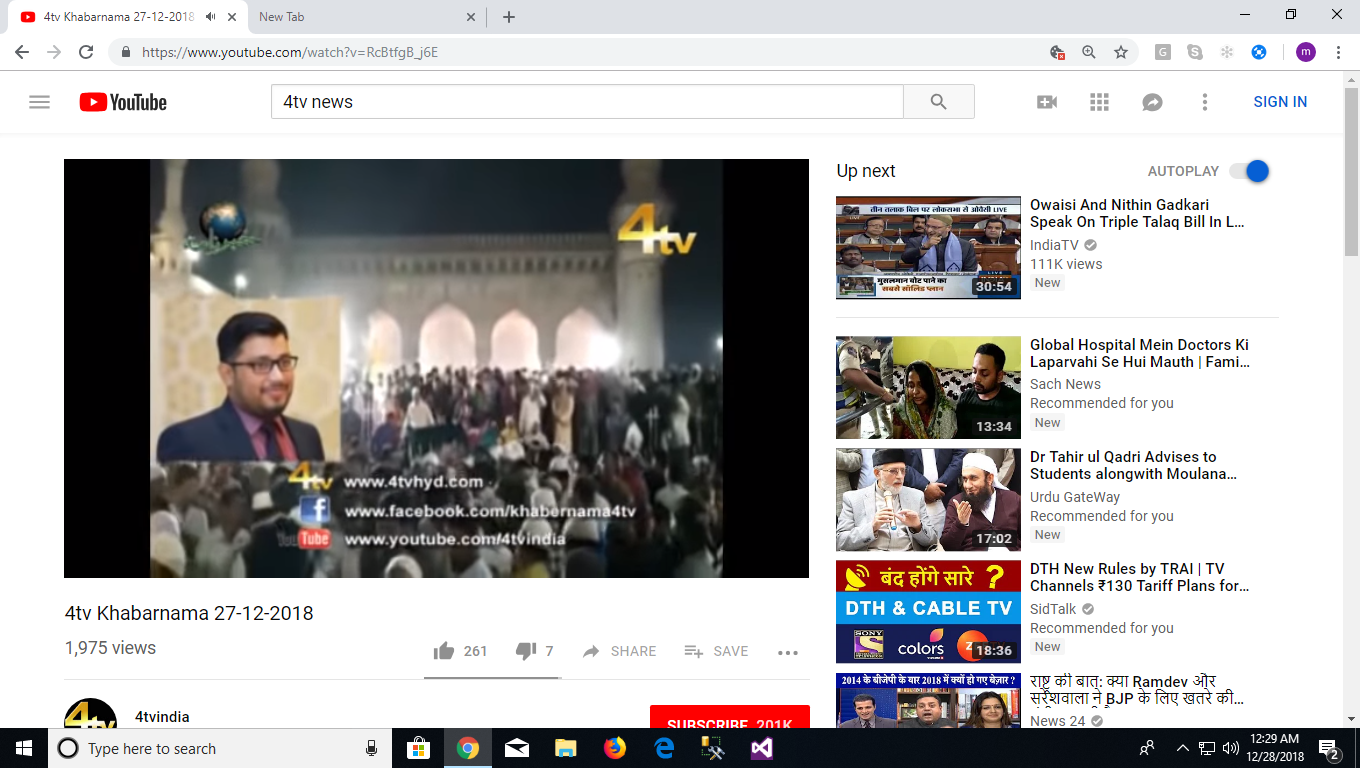 4tv Khabarnama 27-12-2018
New Tab
https://www.youtube.com/watch?v=RcBtfgB_j6E
G
m
YouTube
4tv news
SIGN IN
4tv
4tv
www.4tvhyd.com
f
www.facebook.com/khabernama4tv
You Tube
www.youtube.com/4tvindia
4tv Khabarnama 27-12-2018
1,975 views
261
7
SHARE
SAVE
4tv
4tvindia
SUBSCRIBE 201K
Up next
AUTOPLAY
तीन तलाक बिल पर लोकसभा से ओवैसी LIVE
LIVE
मुसलमान वोट पाने का
सबसे सॉलिड प्लान
30:54
Owaisi And Nithin Gadkari
Speak On Triple Talaq Bill In L...
IndiaTV
111K views
New
13:34
Global Hospital Mein Doctors Ki
Laparvahi Se Hui Mauth | Fami...
Sach News
Recommended for you
New
17:02
Dr Tahir ul Qadri Advises to
Students alongwith Moulana...
Urdu GateWay
Recommended for you
New
बंद होंगे सारे ?
DTH & CABLE TV
SONY
colors
Z
18:36
DTH New Rules by TRAI | TV
Channels ₹130 Tariff Plans for...
SidTalk
Recommended for you
New
2014 के बीजेपी के यार 2018 में क्यों हो गए बेज़ार ?
राष्ट्र की बात: क्या Ramdev और
सुरेशवाला ने BJP के लिए खतरे की
News 24
Type here to search
12:29 AM
12/28/2018
2